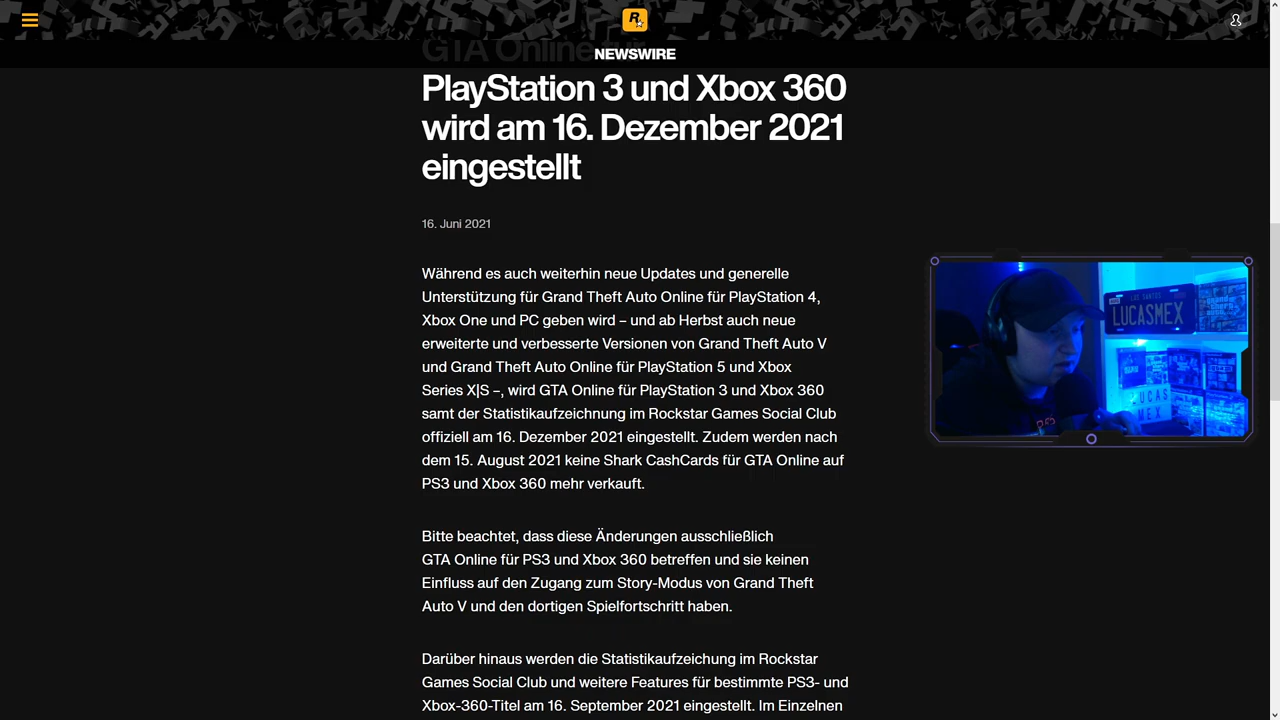 NEWSWIRE
GTA Online für
PlayStation 3 und Xbox 360
wird am 16. Dezember 2021
eingestellt
16. Juni 2021
Während es auch weiterhin neue Updates und generelle
Unterstützung für Grand Theft Auto Online für PlayStation 4,
Xbox One und PC geben wird – und ab Herbst auch neue
erweiterte und verbesserte Versionen von Grand Theft Auto V
und Grand Theft Auto Online für PlayStation 5 und Xbox
Series X|S –, wird GTA Online für PlayStation 3 und Xbox 360
samt der Statistikaufzeichnung im Rockstar Games Social Club
offiziell am 16. Dezember 2021 eingestellt. Zudem werden nach
dem 15. August 2021 keine Shark CashCards für GTA Online auf
PS3 und Xbox 360 mehr verkauft.
Bitte beachtet, dass diese Änderungen ausschließlich
GTA Online für PS3 und Xbox 360 betreffen und sie keinen
Einfluss auf den Zugang zum Story-Modus von Grand Theft
Auto V und den dortigen Spielfortschritt haben.
Darüber hinaus werden die Statistikaufzeichung im Rockstar
Games Social Club und weitere Features für bestimmte PS3- und
Xbox-360-Titel am 16. September 2021 eingestellt. Im Einzelnen
LOS SANTOS
LUCASMEX
LUCAS
MEX